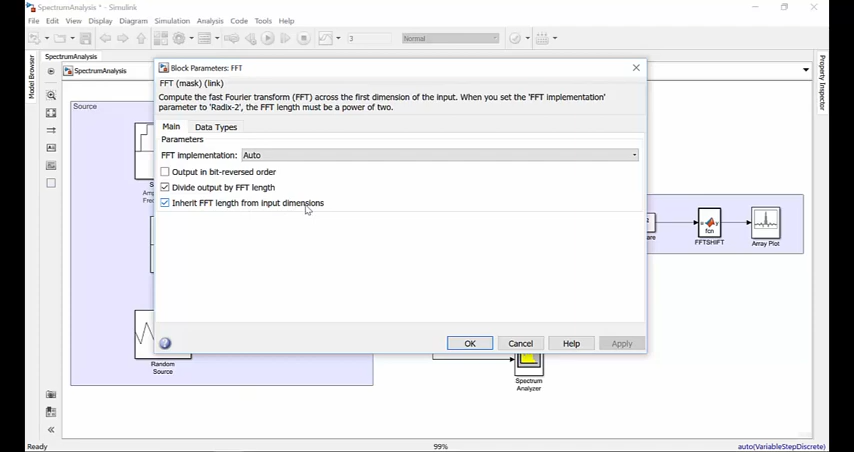 SpectrumAnalysis * - Simulink
File Edit View Display Diagram Simulation Analysis Code Tools Help
3
Normal
SpectrumAnalysis
SpectrumAnalysis
Model Browser
Property Inspector
Block Parameters: FFT
FFT (mask) (link)
Compute the fast Fourier transform (FFT) across the first dimension of the input. When you set the 'FFT implementation'
parameter to 'Radix-2', the FFT length must be a power of two.
Main Data Types
Parameters
FFT implementation: Auto
Output in bit-reversed order
Divide output by FFT length
Inherit FFT length from input dimensions
OK Cancel Help Apply
Source
Random
Source
fcn
FFTSHIFT
Array Plot
Spectrum
Analyzer
Ready
99%
auto(VariableStepDiscrete)